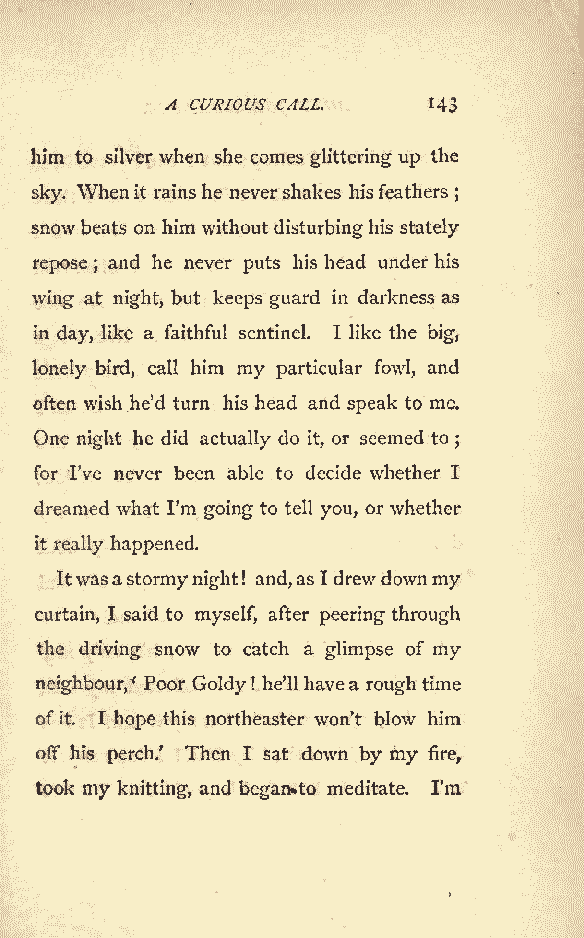 A CURIOUS CALL. 143
him to silver when she comes glittering up the
sky. When it rains he never shakes his feathers ;
snow beats on him without disturbing his stately
repose ; and he never puts his head under his
wing at night, but keeps guard in darkness as
in day, like a faithful sentinel. I like the big,
lonely bird, call him my particular fowl, and
often wish he'd turn his head and speak to me.
One night he did actually do it, or seemed to ;
for I've never been able to decide whether I
dreamed what I'm going to tell you, or whether
it really happened.
It was a stormy night! and, as I drew down my
curtain, I said to myself, after peering through
the driving snow to catch a glimpse of my
neighbour,‘ Poor Goldy! he'll have a rough time
of it. I hope this northeaster won't blow him
off his perch.’ Then I sat down by my fire,
took my knitting, and began to meditate. I'm